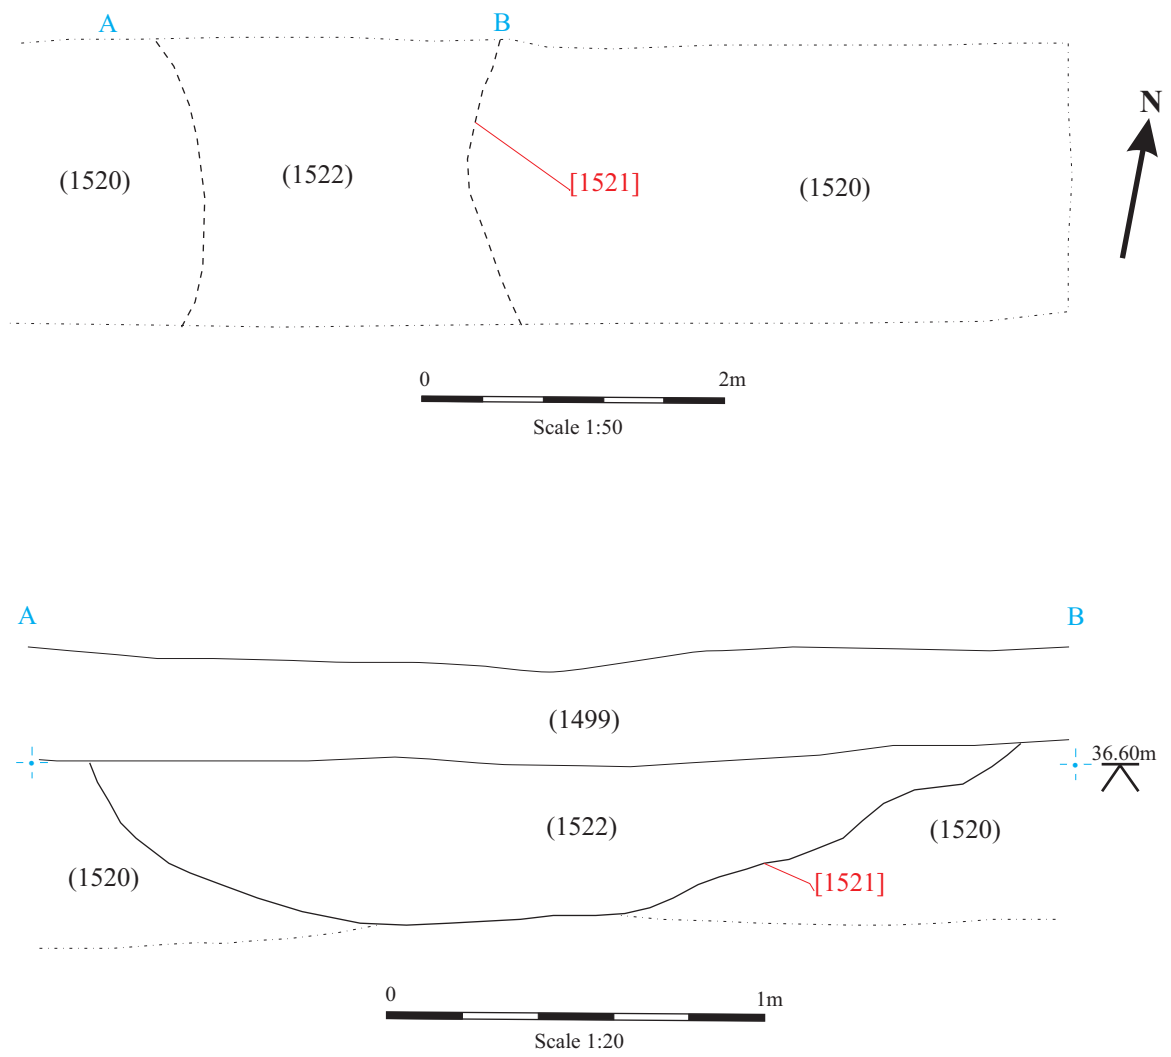 A
B
N
(1520)
(1522)
[1521]
(1520)
0
2m
Scale 1:50
A
B
(1499)
36.60m
(1522)
(1520)
(1520)
[1521]
0
1m
Scale 1:20